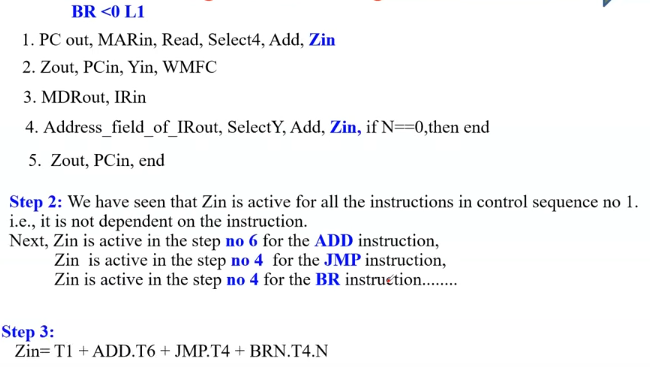 BR <0 L1
1. PC out, MARin, Read, Select4, Add, Zin
2. Zout, PCin, Yin, WMFC
3. MDRout, IRin
4. Address_field_of_IRout, SelectY, Add, Zin, if N==0,then end
5. Zout, PCin, end
Step 2: We have seen that Zin is active for all the instructions in control sequence no 1.
i.e., it is not dependent on the instruction.
Next, Zin is active in the step no 6 for the ADD instruction,
Zin is active in the step no 4 for the JMP instruction,
Zin is active in the step no 4 for the BR instruction........
Step 3:
Zin= T1 + ADD.T6 + JMP.T4 + BRN.T4.N